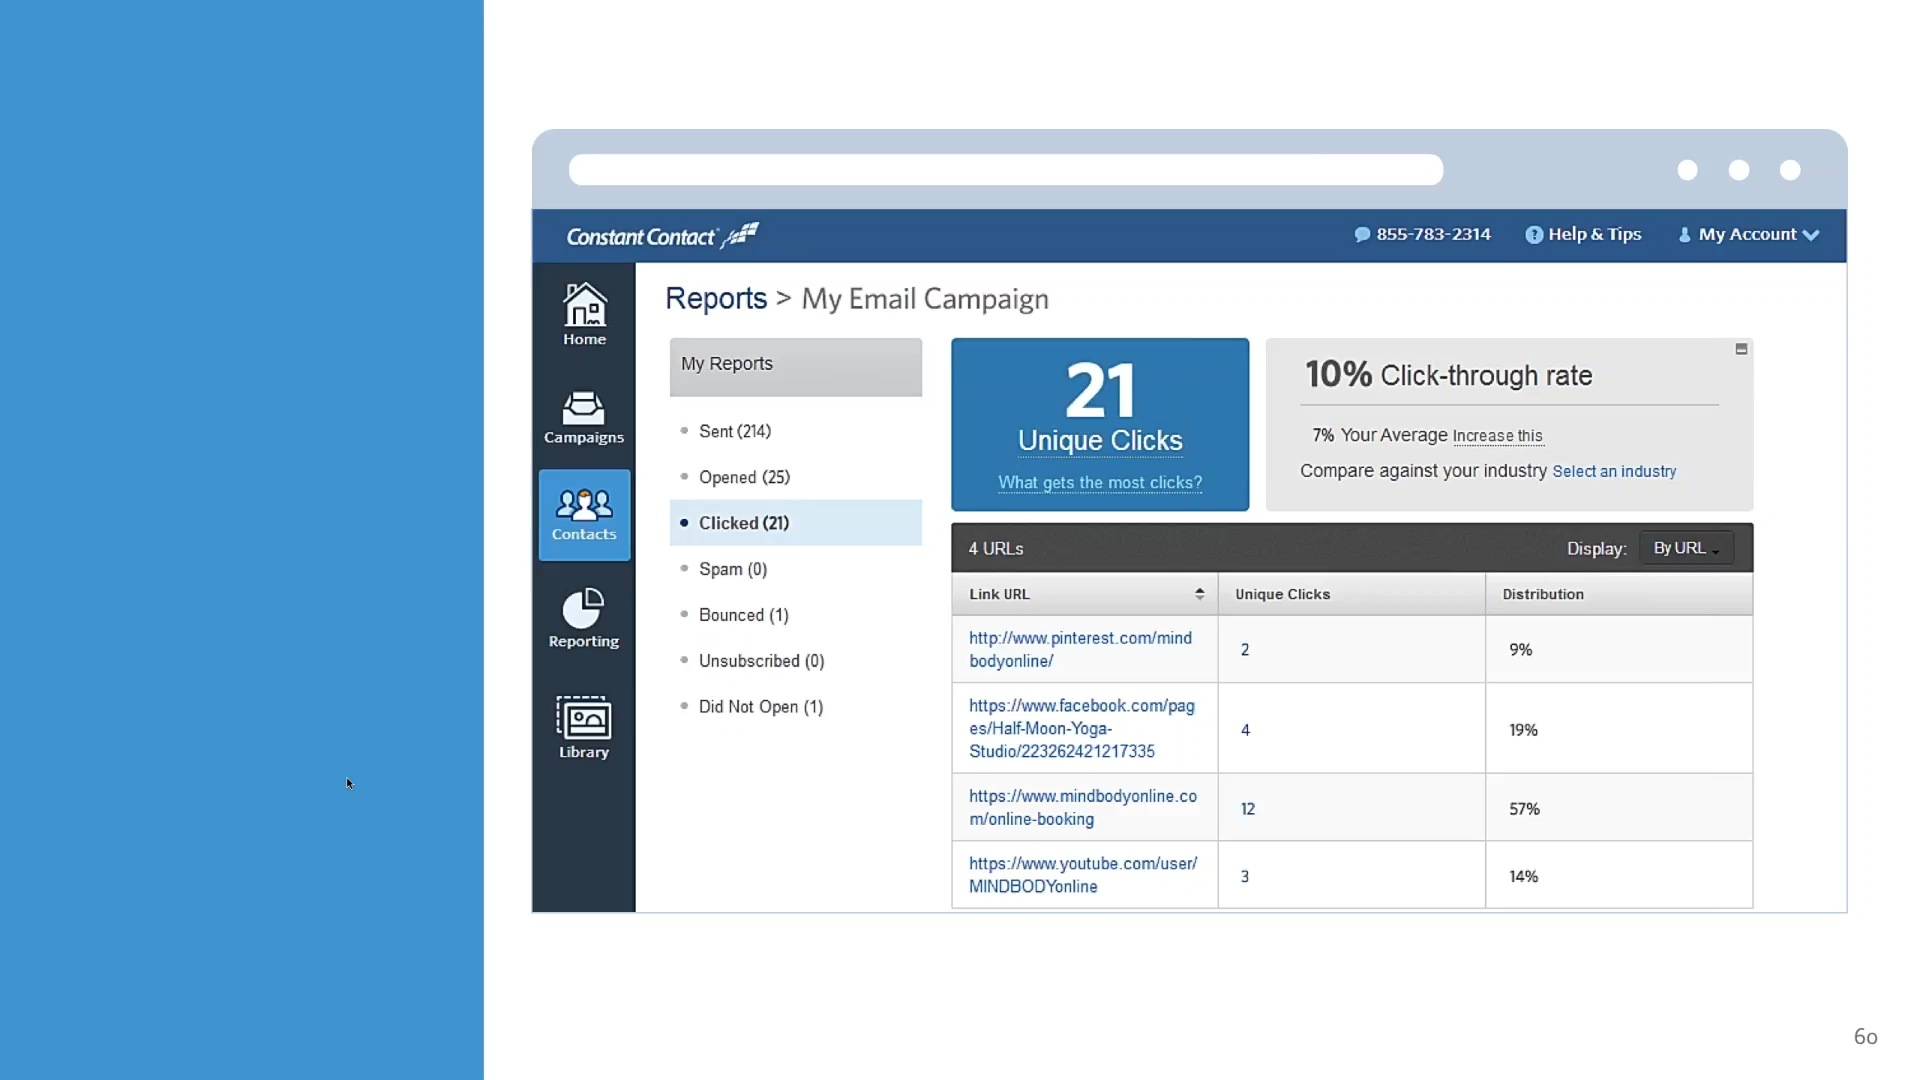 Constant Contact
855-783-2314
? Help & Tips
My Account
Home
Campaigns
Contacts
Reporting
Library
Reports > My Email Campaign
My Reports
Sent (214)
Opened (25)
Clicked (21)
Spam (0)
Bounced (1)
Unsubscribed (0)
Did Not Open (1)
21
Unique Clicks
What gets the most clicks?
10% Click-through rate
7% Your Average Increase this
Compare against your industry Select an industry
4 URLs
Display: By URL
Link URL Unique Clicks Distribution
http://www.pinterest.com/mind
bodyonline/
2
9%
https://www.facebook.com/pag
es/Half-Moon-Yoga-
Studio/223262421217335
4
19%
https://www.mindbodyonline.co
m/online-booking
12
57%
https://www.youtube.com/user/
MINDBODYonline
3
14%
60